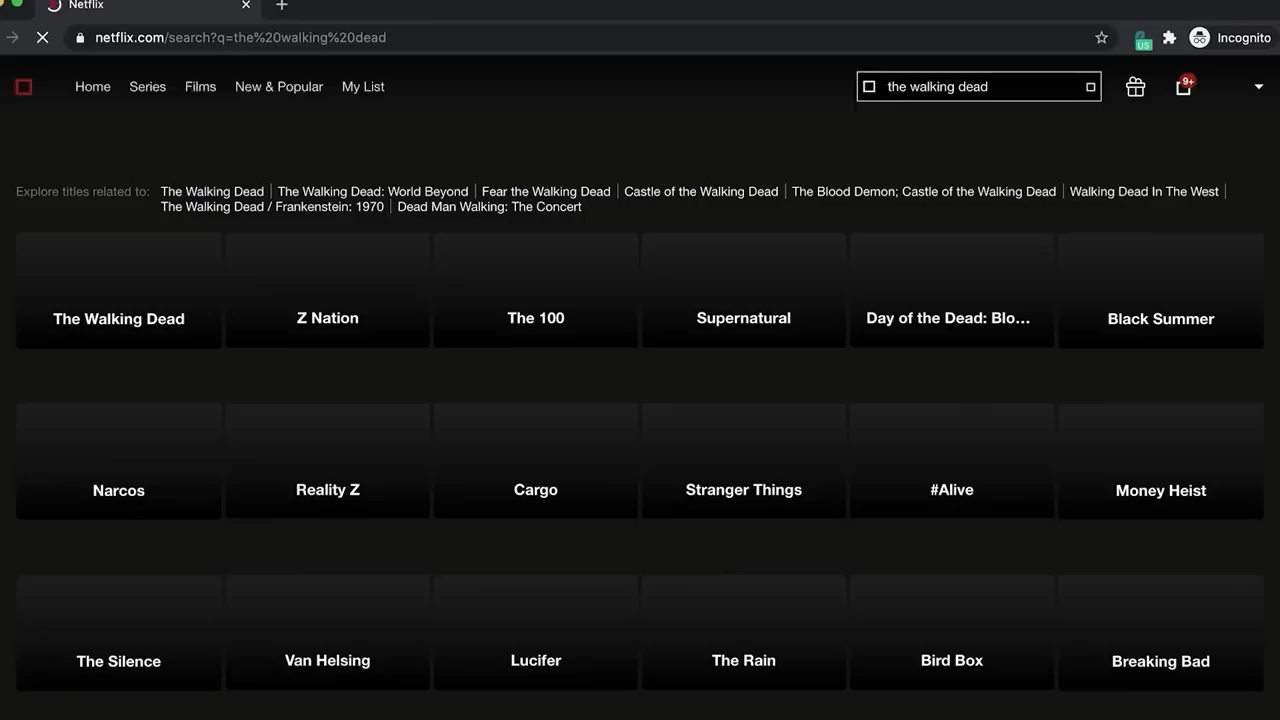 Netflix
netflix.com/search?q=the%20walking%20dead
US
Incognito
Home Series Films New & Popular My List
the walking dead
9+
Explore titles related to: The Walking Dead | The Walking Dead: World Beyond | Fear the Walking Dead | Castle of the Walking Dead | The Blood Demon; Castle of the Walking Dead | Walking Dead In The West |
The Walking Dead / Frankenstein: 1970 | Dead Man Walking: The Concert
The Walking Dead Z Nation The 100 Supernatural Day of the Dead: Blo... Black Summer
Narcos Reality Z Cargo Stranger Things #Alive Money Heist
The Silence Van Helsing Lucifer The Rain Bird Box Breaking Bad